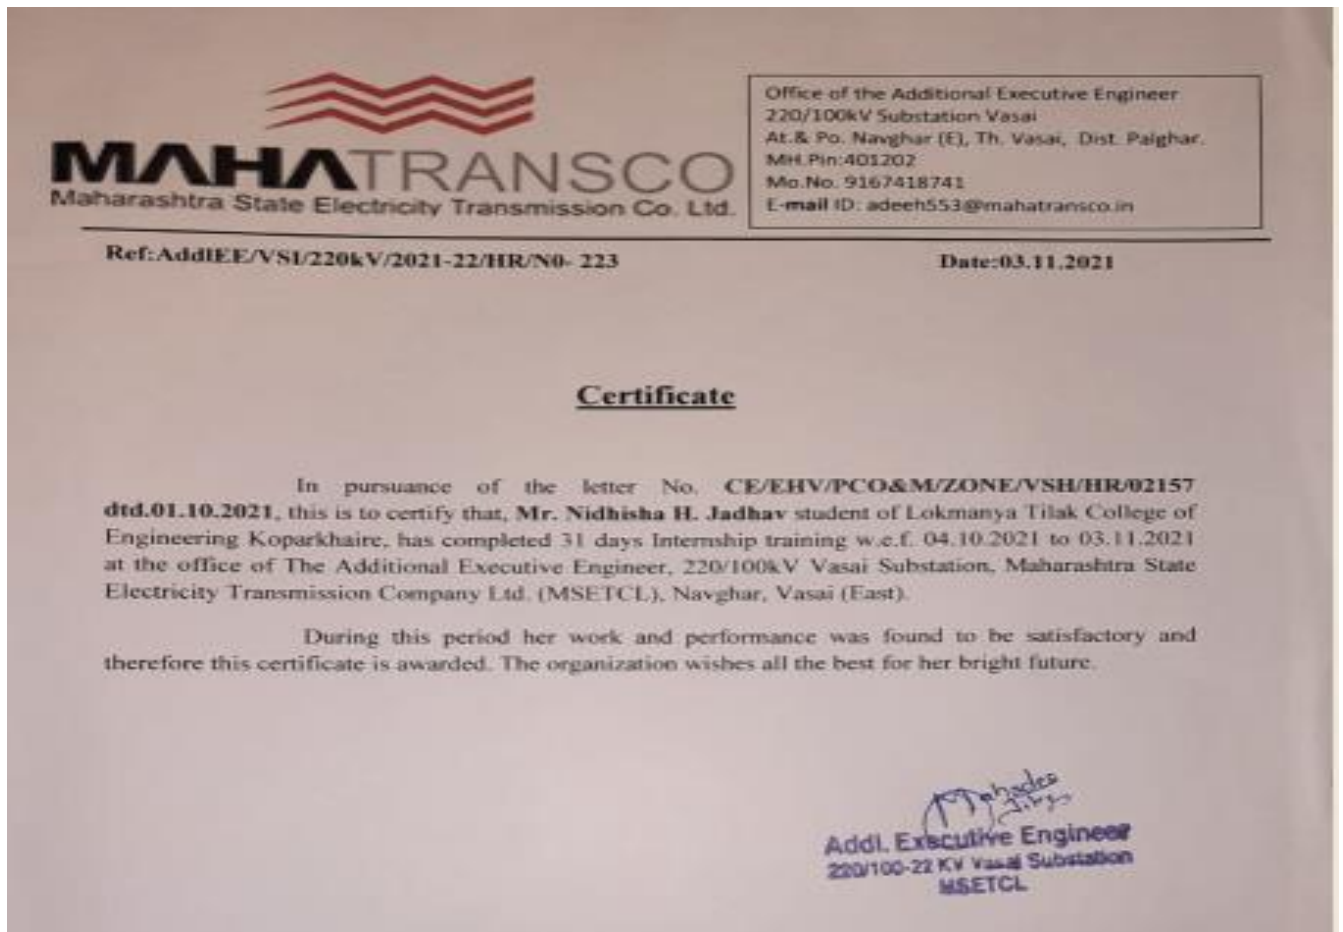 MAHATRANSCO
Maharashtra State Electricity Transmission Co. Ltd.
Office of the Additional Executive Engineer
220/100kV Substation Vasai
At.& Po. Navghar (E), Th. Vasai, Dist. Palghar.
MH.Pin:401202
Mo.No. 9167418741
E-mail ID: adeeh553@mahatransco.in
Ref:AddlEE/VSI/220kV/2021-22/HR/N0- 223
Date:03.11.2021
Certificate
In pursuance of the letter No. CE/EHV/PCO&M/ZONE/VSH/HR/02157
dtd.01.10.2021, this is to certify that, Mr. Nidhisha H. Jadhav student of Lokmanya Tilak College of
Engineering Koparkhaire, has completed 31 days Internship training w.e.f. 04.10.2021 to 03.11.2021
at the office of The Additional Executive Engineer, 220/100kV Vasai Substation, Maharashtra State
Electricity Transmission Company Ltd. (MSETCL), Navghar, Vasai (East).
During this period her work and performance was found to be satisfactory and
therefore this certificate is awarded. The organization wishes all the best for her bright future.
Addl. Executive Engineer
220/100-22 KV Vasai Substation
MSETCL